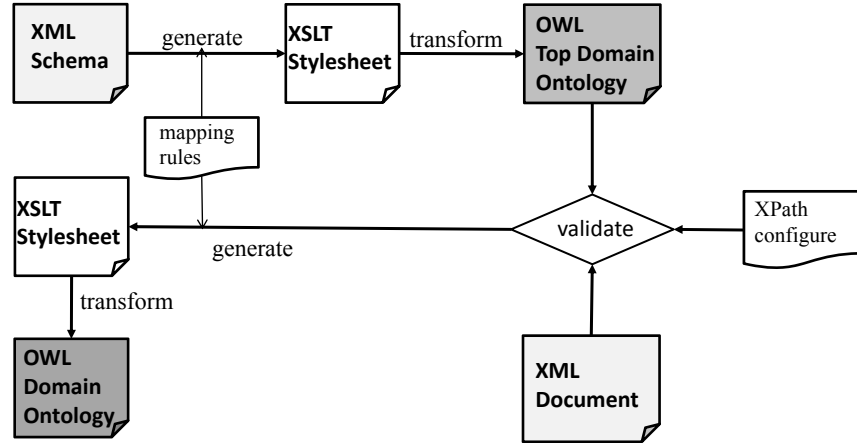 XML
Schema
generate
XSLT
Stylesheet
transform
OWL
Top Domain
Ontology
mapping
rules
XSLT
Stylesheet
generate
validate
XPath
configure
transform
OWL
Domain
Ontology
XML
Document